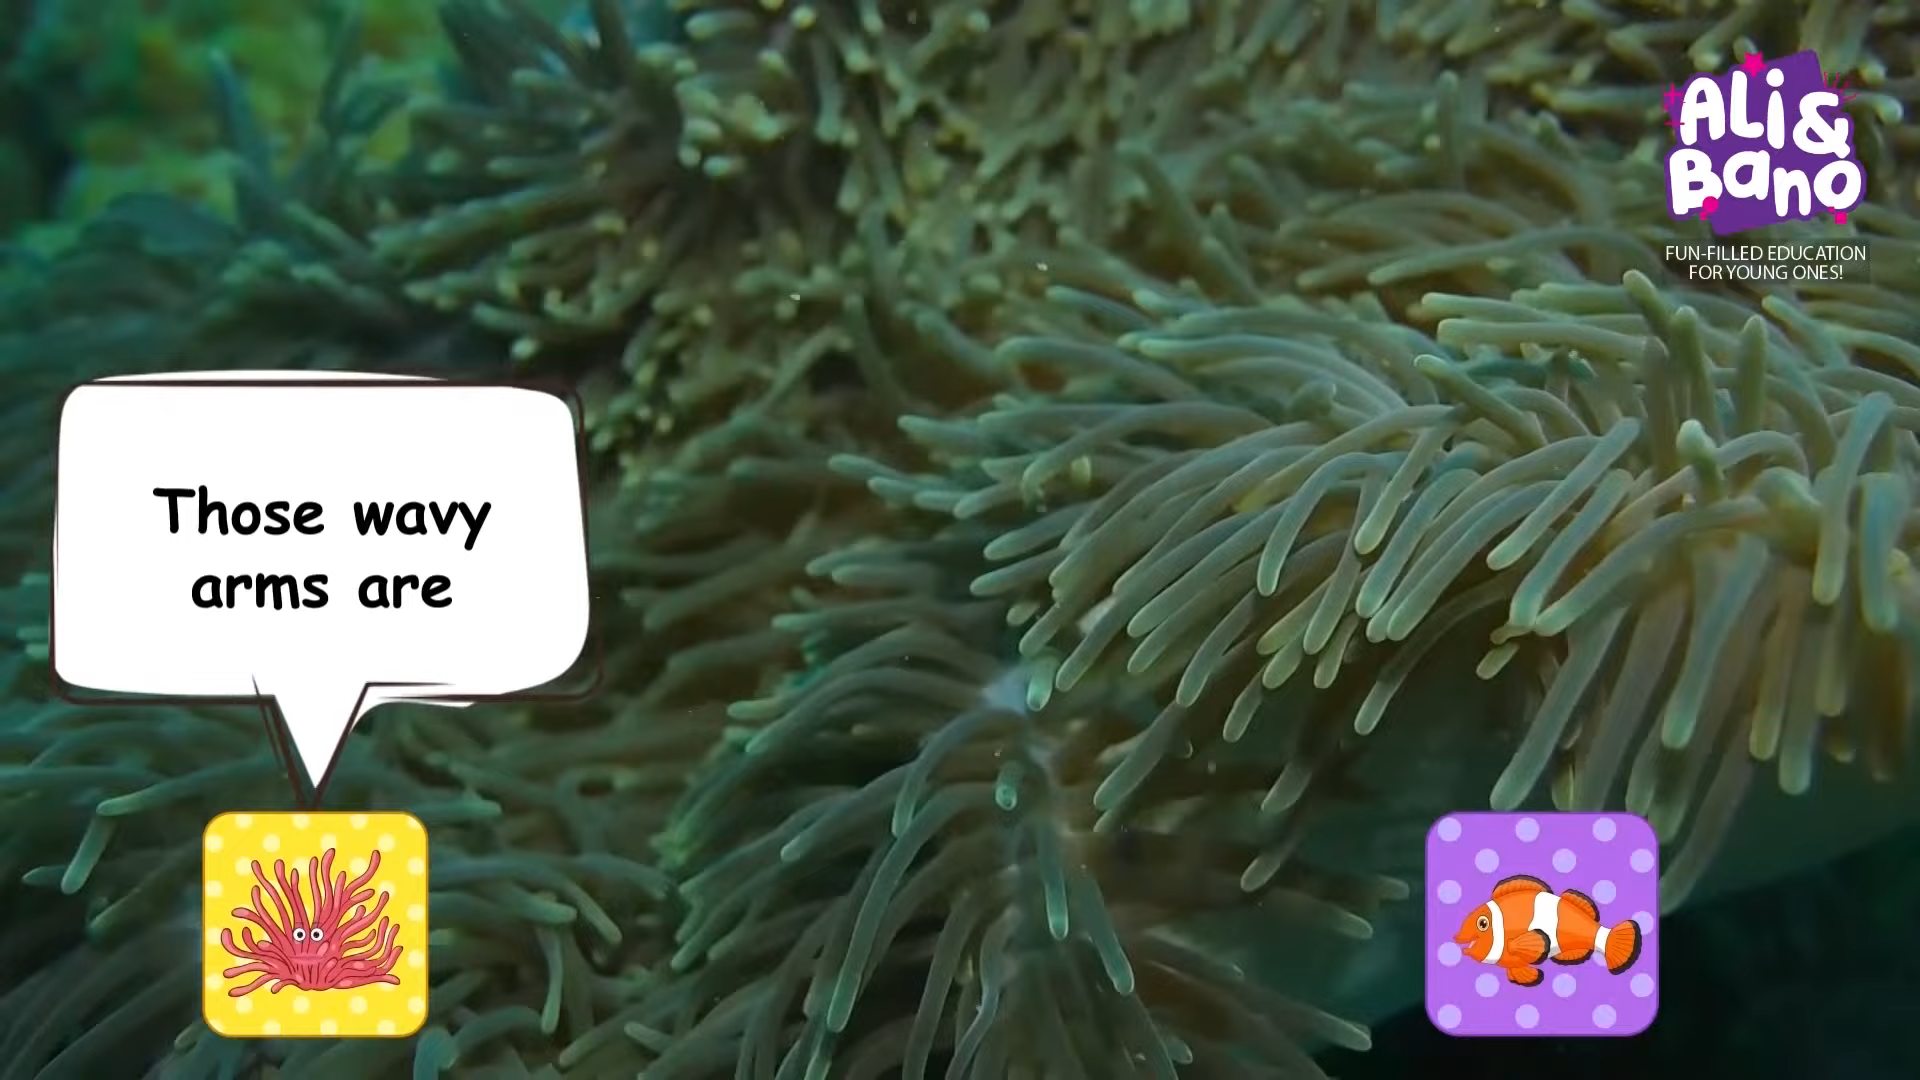 ALi &
Bano
FUN-FILLED EDUCATION
FOR YOUNG ONES!
Those wavy
arms are